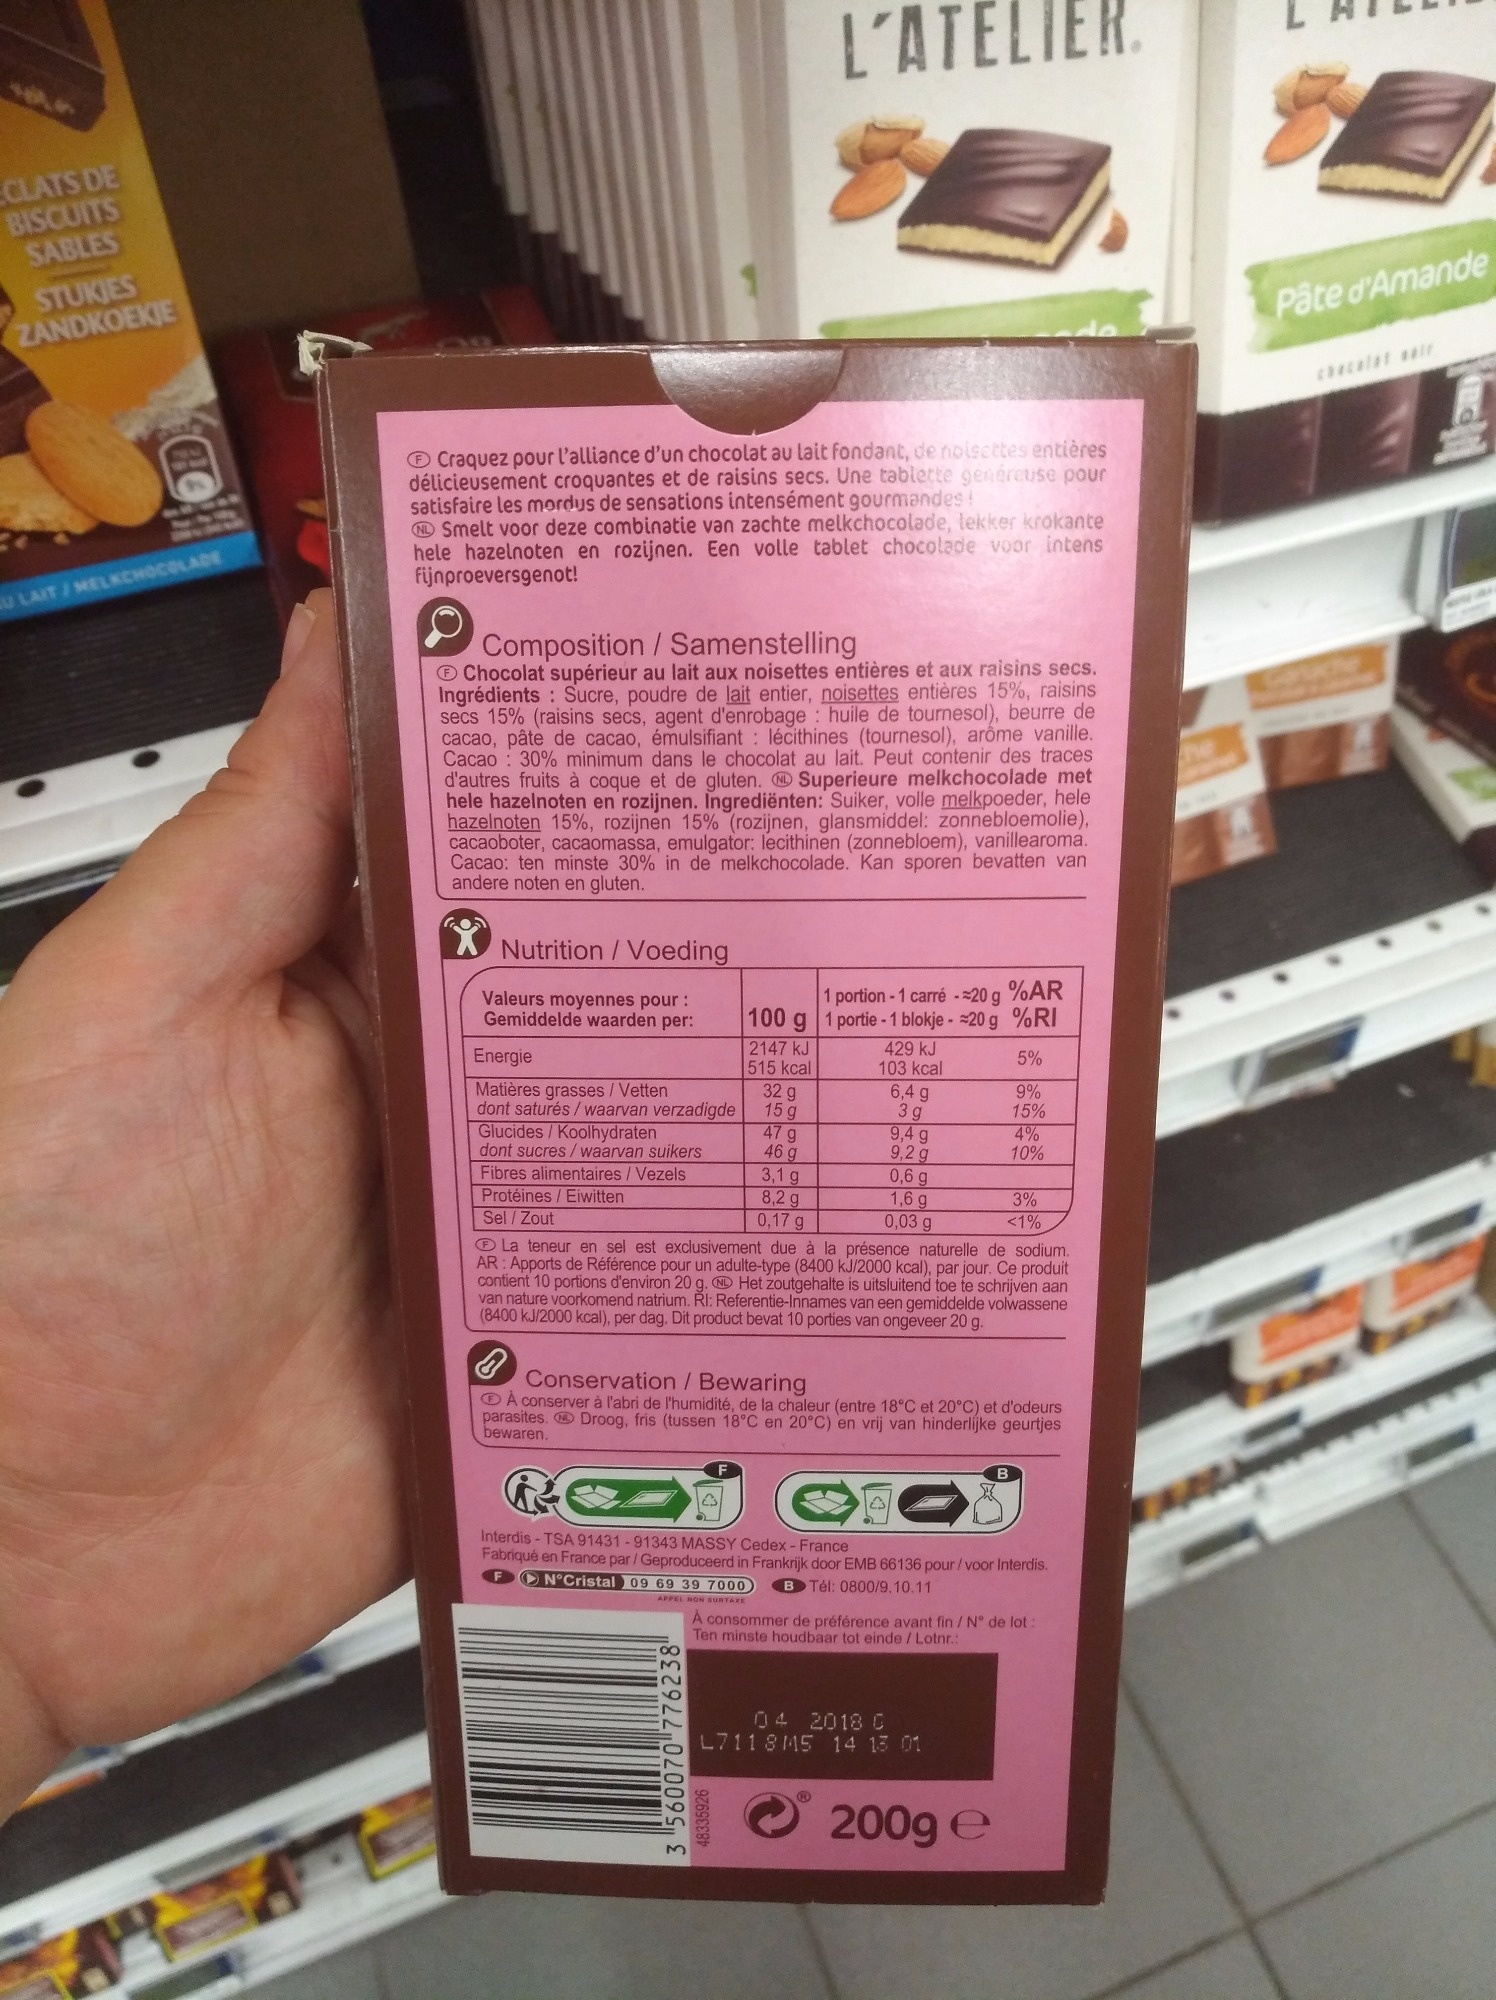 L'ATELIER
Pâte d'Amande
chocolat noir
ECLATS DE
BISCUITS
SABLES
STUKJES
ZANDKOEKJE
AU LAIT / MELKCHOCOLADE
F Craquez pour l'alliance d'un chocolat au lait fondant, de noisettes entières
délicieusement croquantes et de raisins secs. Une tablette généreuse pour
satisfaire les mordus de sensations intensément gourmandes !
NL Smelt voor deze combinatie van zachte melkchocolade, lekker krokante
hele hazelnoten en rozijnen. Een volle tablet chocolade voor intens
fijnproeversgenot!
Composition / Samenstelling
F Chocolat supérieur au lait aux noisettes entières et aux raisins secs.
Ingrédients : Sucre, poudre de lait entier, noisettes entières 15%, raisins
secs 15% (raisins secs, agent d'enrobage : huile de tournesol), beurre de
cacao, pâte de cacao, émulsifiant : lécithines (tournesol), arôme vanille.
Cacao : 30% minimum dans le chocolat au lait. Peut contenir des traces
d'autres fruits à coque et de gluten. NL Superieure melkchocolade met
hele hazelnoten en rozijnen. Ingrediënten: Suiker, volle melkpoeder, hele
hazelnoten 15%, rozijnen 15% (rozijnen, glansmiddel: zonnebloemolie),
cacaoboter, cacaomassa, emulgator: lecithinen (zonnebloem), vanillearoma.
Cacao: ten minste 30% in de melkchocolade. Kan sporen bevatten van
andere noten en gluten.
Nutrition / Voeding
Valeurs moyennes pour : 100 g 1 portion - 1 carré - ≈20 g %AR
Gemiddelde waarden per: 1 portie - 1 blokje - ≈20 g %RI
Energie 2147 kJ 429 kJ 5%
515 kcal 103 kcal
Matières grasses / Vetten 32 g 6,4 g 9%
dont saturés / waarvan verzadigde 15 g 3 g 15%
Glucides / Koolhydraten 47 g 9,4 g 4%
dont sucres / waarvan suikers 46 g 9,2 g 10%
Fibres alimentaires / Vezels 3,1 g 0,6 g
Protéines / Eiwitten 8,2 g 1,6 g 3%
Sel / Zout 0,17 g 0,03 g <1%
F La teneur en sel est exclusivement due à la présence naturelle de sodium.
AR : Apports de Référence pour un adulte-type (8400 kJ/2000 kcal), par jour. Ce produit
contient 10 portions d'environ 20 g. NL Het zoutgehalte is uitsluitend toe te schrijven aan
van nature voorkomend natrium. RI: Referentie-Innames van een gemiddelde volwassene
(8400 kJ/2000 kcal), per dag. Dit product bevat 10 porties van ongeveer 20 g.
Conservation / Bewaring
F À conserver à l'abri de l'humidité, de la chaleur (entre 18°C et 20°C) et d'odeurs
parasites. NL Droog, fris (tussen 18°C en 20°C) en vrij van hinderlijke geurtjes
bewaren.
F B
Interdis - TSA 91431 - 91343 MASSY Cedex - France
Fabriqué en France par / Geproduceerd in Frankrijk door EMB 66136 pour / voor Interdis.
F N°Cristal 09 69 39 7000 B Tél: 0800/9.10.11
APPEL NON SURTAXE
À consommer de préférence avant fin / N° de lot :
Ten minste houdbaar tot einde / Lotnr.:
04 2018 C
L7118M5 14 13 01
3 560070 776238
48335926
200g e